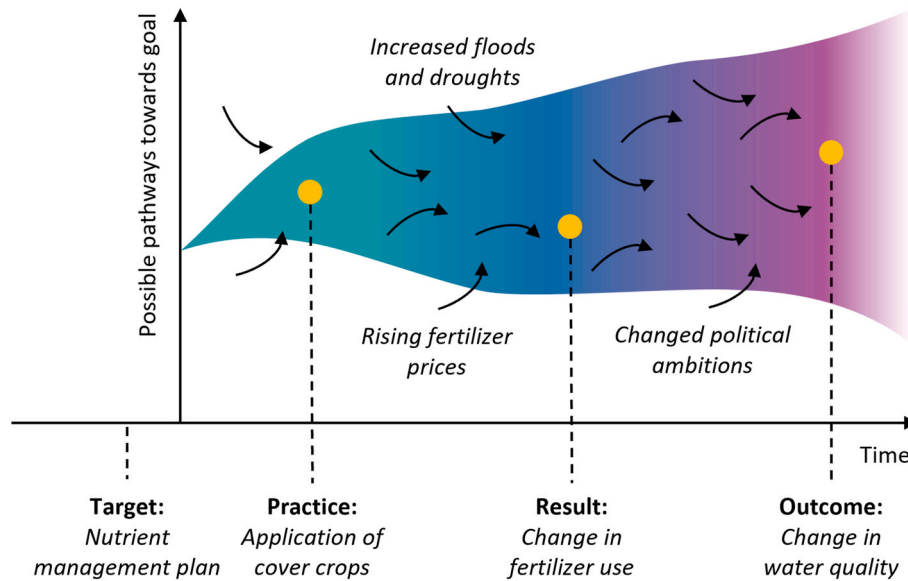 Possible pathways towards goal
Increased floods
and droughts
Rising fertilizer
prices
Changed political
ambitions
Time
Target:
Nutrient
management plan
Practice:
Application of
cover crops
Result:
Change in
fertilizer use
Outcome:
Change in
water quality